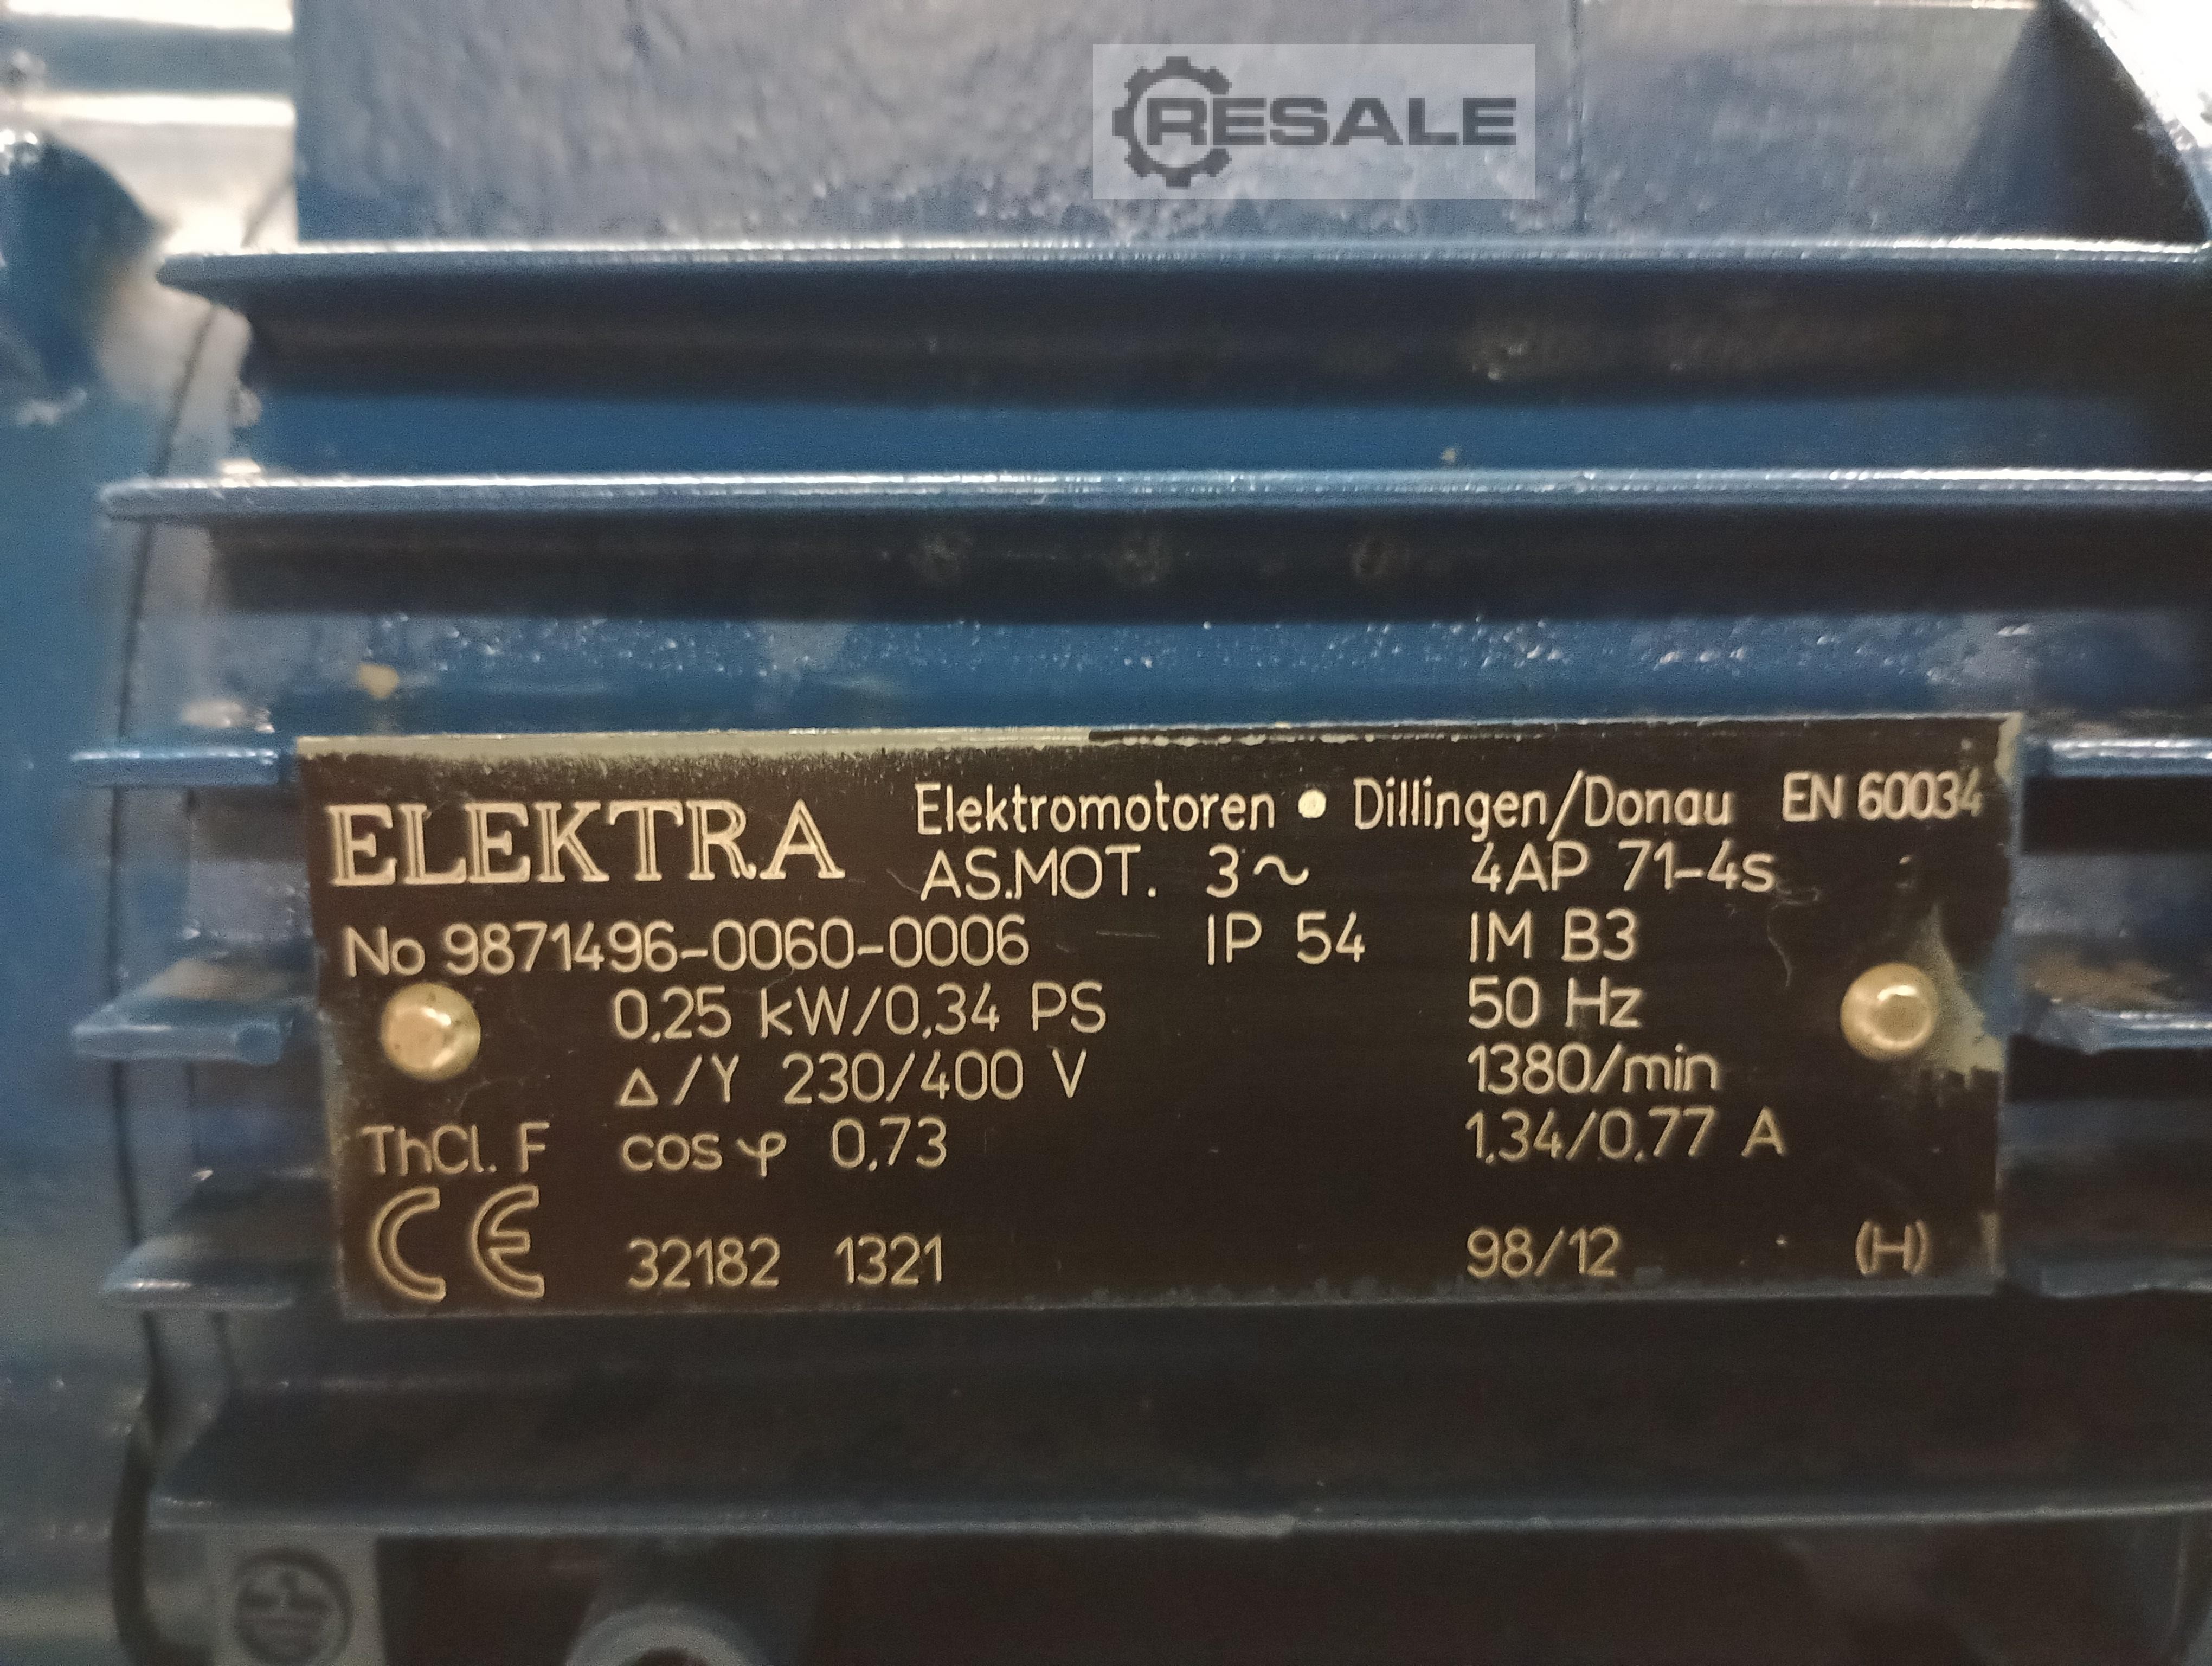 RESALE
ELEKTRA Elektromotoren • Dillingen/Donau EN 60034
AS.MOT. 3~ 4AP 71-4s
No 9871496-0060-0006 IP 54 IM B3
0,25 kW/0,34 PS 50 Hz
Δ/Y 230/400 V 1380/min
ThCl. F cos φ 0,73 1,34/0,77 A
CE 32182 1321 98/12 (H)